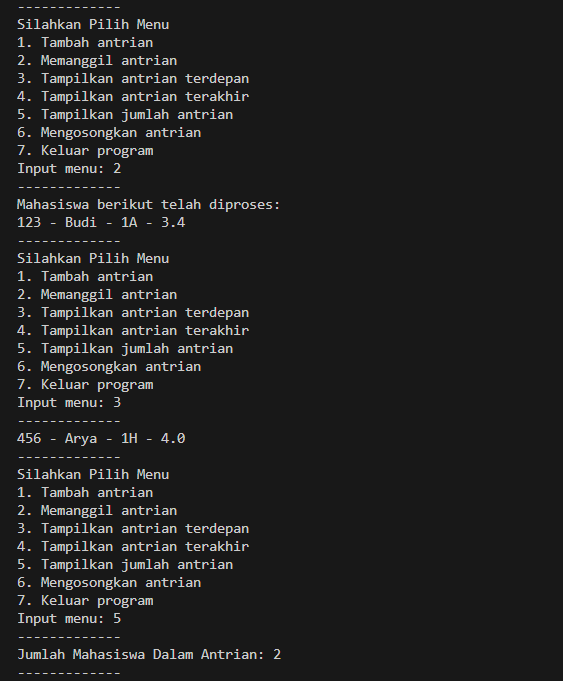 -------------
Silahkan Pilih Menu
1. Tambah antrian
2. Memanggil antrian
3. Tampilkan antrian terdepan
4. Tampilkan antrian terakhir
5. Tampilkan jumlah antrian
6. Mengosongkan antrian
7. Keluar program
Input menu: 2
-------------
Mahasiswa berikut telah diproses:
123 - Budi - 1A - 3.4
-------------
Silahkan Pilih Menu
1. Tambah antrian
2. Memanggil antrian
3. Tampilkan antrian terdepan
4. Tampilkan antrian terakhir
5. Tampilkan jumlah antrian
6. Mengosongkan antrian
7. Keluar program
Input menu: 3
-------------
456 - Arya - 1H - 4.0
-------------
Silahkan Pilih Menu
1. Tambah antrian
2. Memanggil antrian
3. Tampilkan antrian terdepan
4. Tampilkan antrian terakhir
5. Tampilkan jumlah antrian
6. Mengosongkan antrian
7. Keluar program
Input menu: 5
-------------
Jumlah Mahasiswa Dalam Antrian: 2
-------------